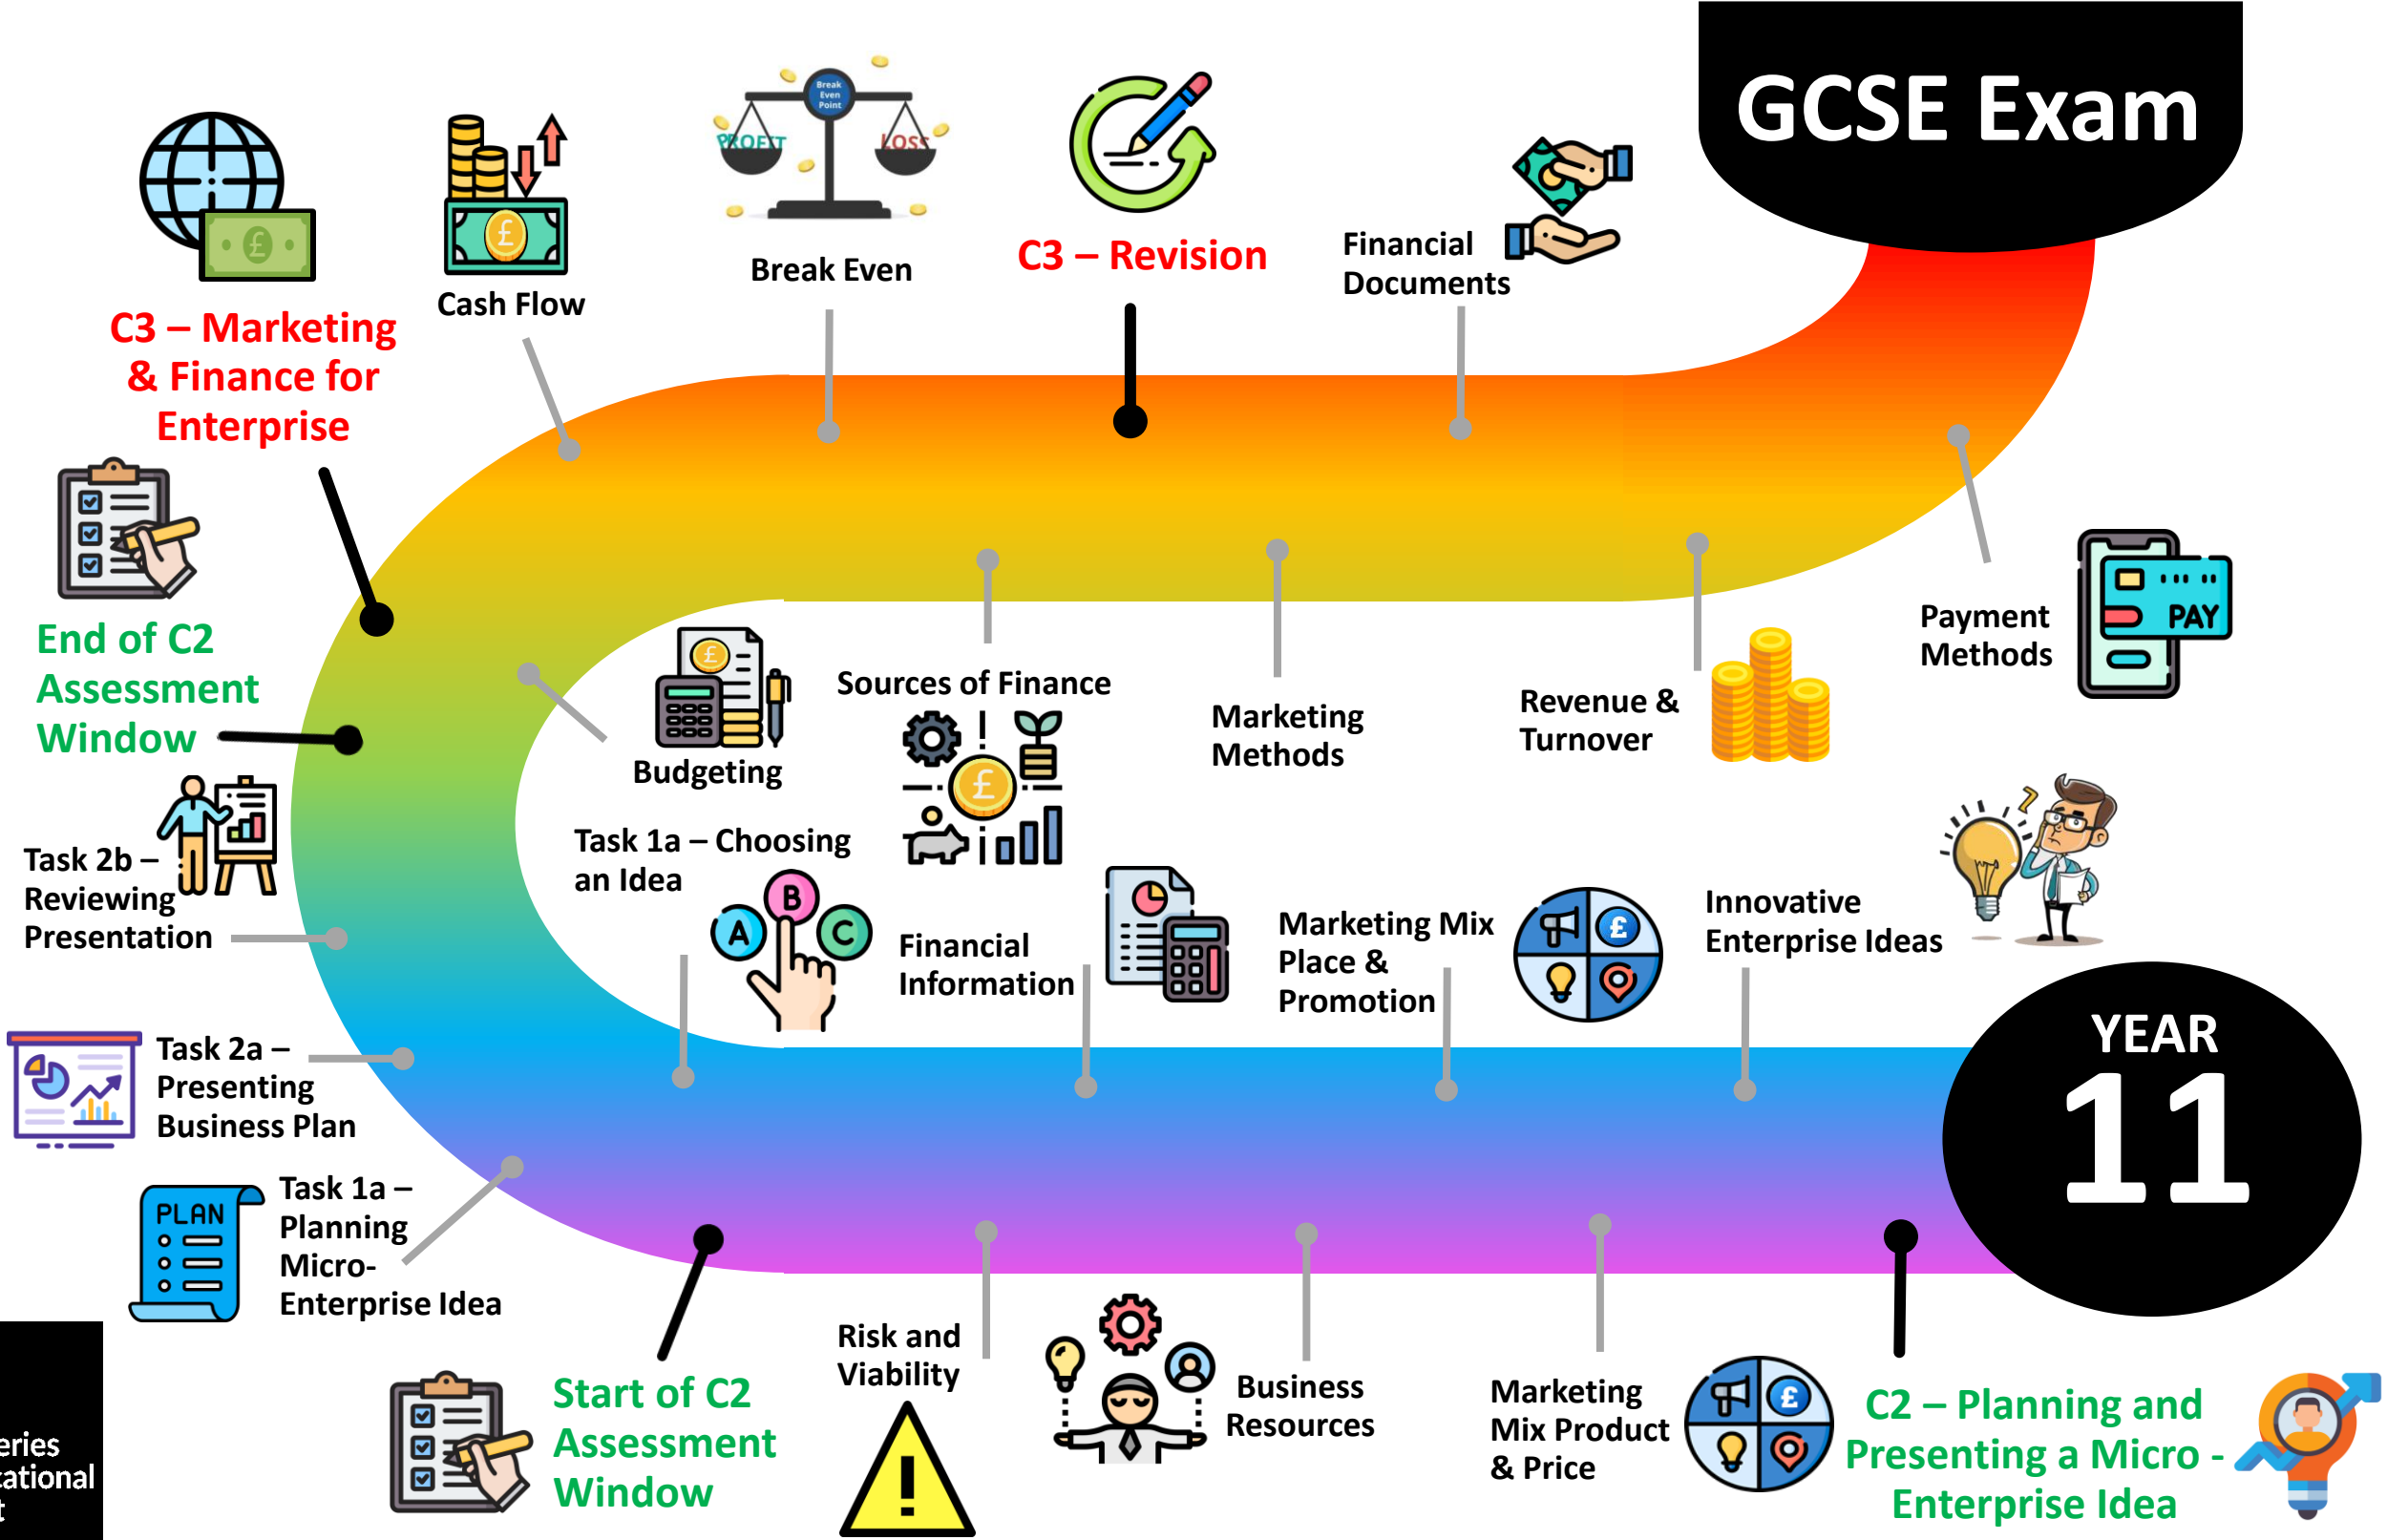 GCSE Exam
Break
Even
Point
PROFIT
LOSS
Break Even
C3 – Revision
Financial
Documents
Cash Flow
C3 – Marketing
& Finance for
Enterprise
End of C2
Assessment
Window
Budgeting
Sources of Finance
Marketing
Methods
Revenue &
Turnover
Payment
Methods
PAY
Task 2b –
Reviewing
Presentation
Task 1a – Choosing
an Idea
A
B
C
Financial
Information
Marketing Mix
Place &
Promotion
Innovative
Enterprise Ideas
YEAR
11
Task 2a –
Presenting
Business Plan
PLAN
Task 1a –
Planning
Micro-
Enterprise Idea
Start of C2
Assessment
Window
Risk and
Viability
Business
Resources
Marketing
Mix Product
& Price
C2 – Planning and
Presenting a Micro -
Enterprise Idea